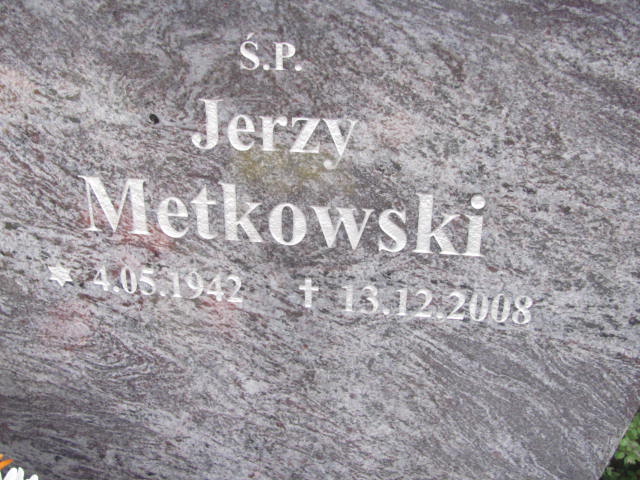 Ś.P.
Jerzy
Metkowski
* 4.05.1942 † 13.12.2008